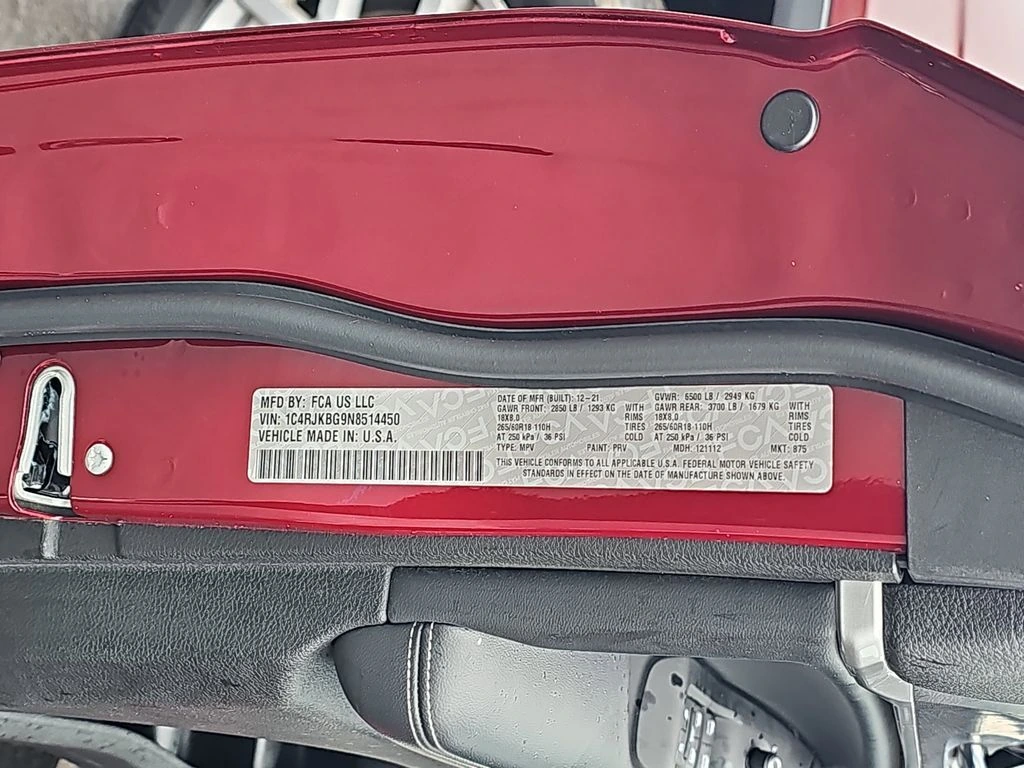 MFD BY: FCA US LLC
VIN: 1C4RJKBG9N8514450
VEHICLE MADE IN U.S.A.
DATE OF MFR (BUILT): 12-21 GVWR: 6500 LB / 2949 KG
GAWR FRONT: 2850 LB / 1293 KG GAWR REAR: 3700 LB / 1679 KG
18X8.0 RIMS 18X8.0 RIMS
265/60R18 110H TIRES 265/60R18 110H TIRES
AT 250 kPa / 36 PSI COLD AT 250 kPa / 36 PSI COLD
TYPE: MPV PAINT: PRV MDH: 121112 MKT: 875
THIS VEHICLE CONFORMS TO ALL APPLICABLE U.S.A. FEDERAL MOTOR VEHICLE SAFETY
STANDARDS IN EFFECT ON THE DATE OF MANUFACTURE SHOWN ABOVE.